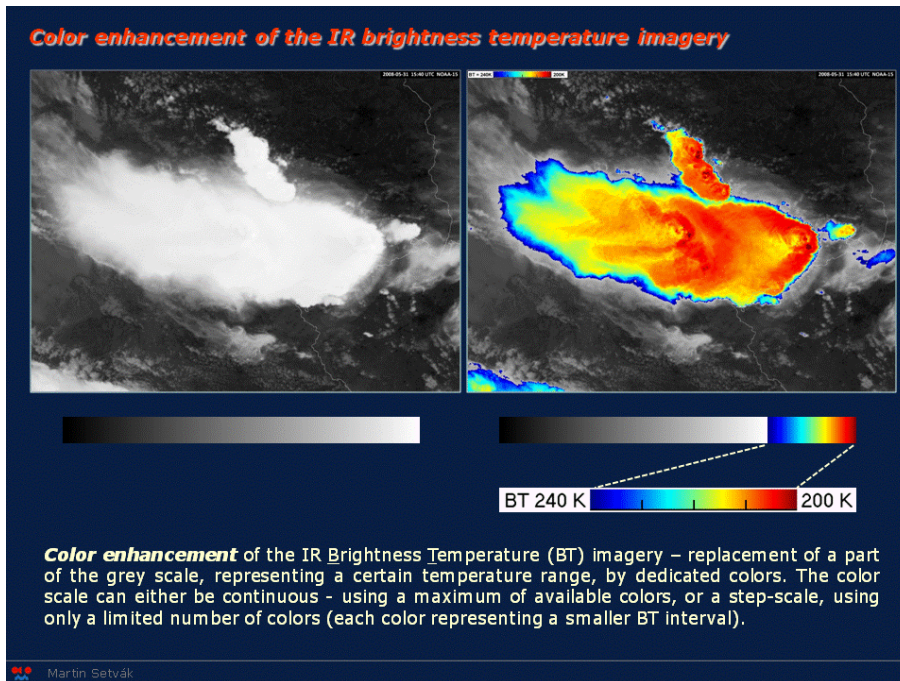 Color enhancement of the IR brightness temperature imagery
2008-05-31 15:40 UTC NOAA-15
BT = 240K 200K 2008-05-31 15:40 UTC NOAA-15
BT 240 K 200 K
Color enhancement of the IR Brightness Temperature (BT) imagery – replacement of a part
of the grey scale, representing a certain temperature range, by dedicated colors. The color
scale can either be continuous - using a maximum of available colors, or a step-scale, using
only a limited number of colors (each color representing a smaller BT interval).
Martin Setvák